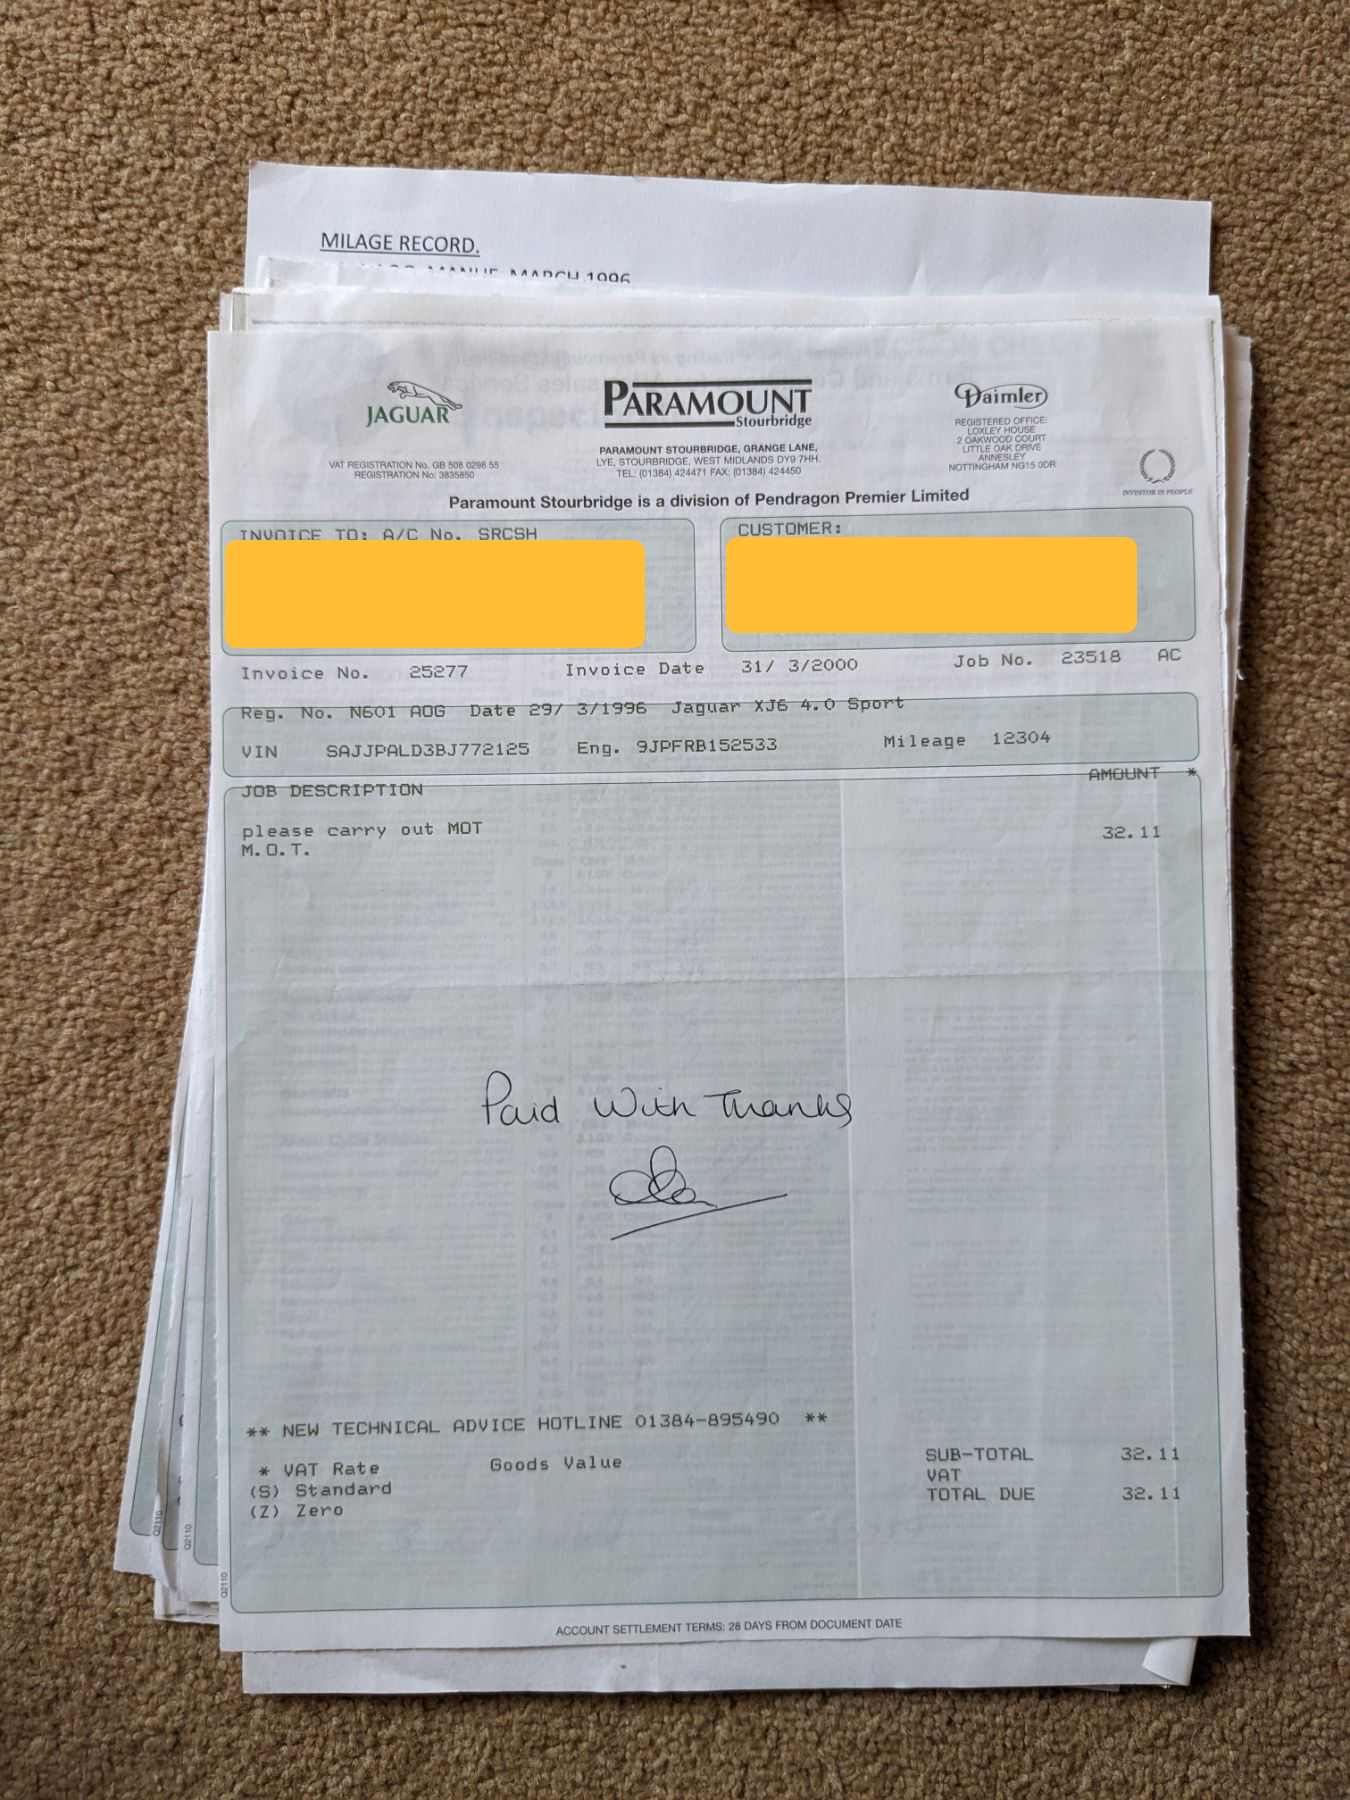 MILAGE RECORD.
MARCH 1996
JAGUAR
PARAMOUNT
Stourbridge
Daimler
PARAMOUNT STOURBRIDGE, GRANGE LANE,
LYE, STOURBRIDGE, WEST MIDLANDS DY9 7HH.
TEL: (01384) 424471 FAX: (01384) 424450
VAT REGISTRATION No. GB 508 0298 55
REGISTRATION No: 3835850
REGISTERED OFFICE:
LOXLEY HOUSE
2 OAKWOOD COURT
LITTLE OAK DRIVE
ANNESLEY
NOTTINGHAM NG15 0DR
INVESTOR IN PEOPLE
Paramount Stourbridge is a division of Pendragon Premier Limited
INVOICE TO: A/C No. SRCSH
CUSTOMER:
Invoice No. 25277 Invoice Date 31/ 3/2000 Job No. 23518 AC
Reg. No. N601 AOG Date 29/ 3/1996 Jaguar XJ6 4.0 Sport
VIN SAJJPALD3BJ772125 Eng. 9JPFRB152533 Mileage 12304
JOB DESCRIPTION AMOUNT *
please carry out MOT 32.11
M.O.T.
Paid With Thanks
** NEW TECHNICAL ADVICE HOTLINE 01384-895490 **
* VAT Rate Goods Value
(S) Standard
(Z) Zero
SUB-TOTAL 32.11
VAT
TOTAL DUE 32.11
Q2110
Q2110
Q2110
ACCOUNT SETTLEMENT TERMS: 28 DAYS FROM DOCUMENT DATE